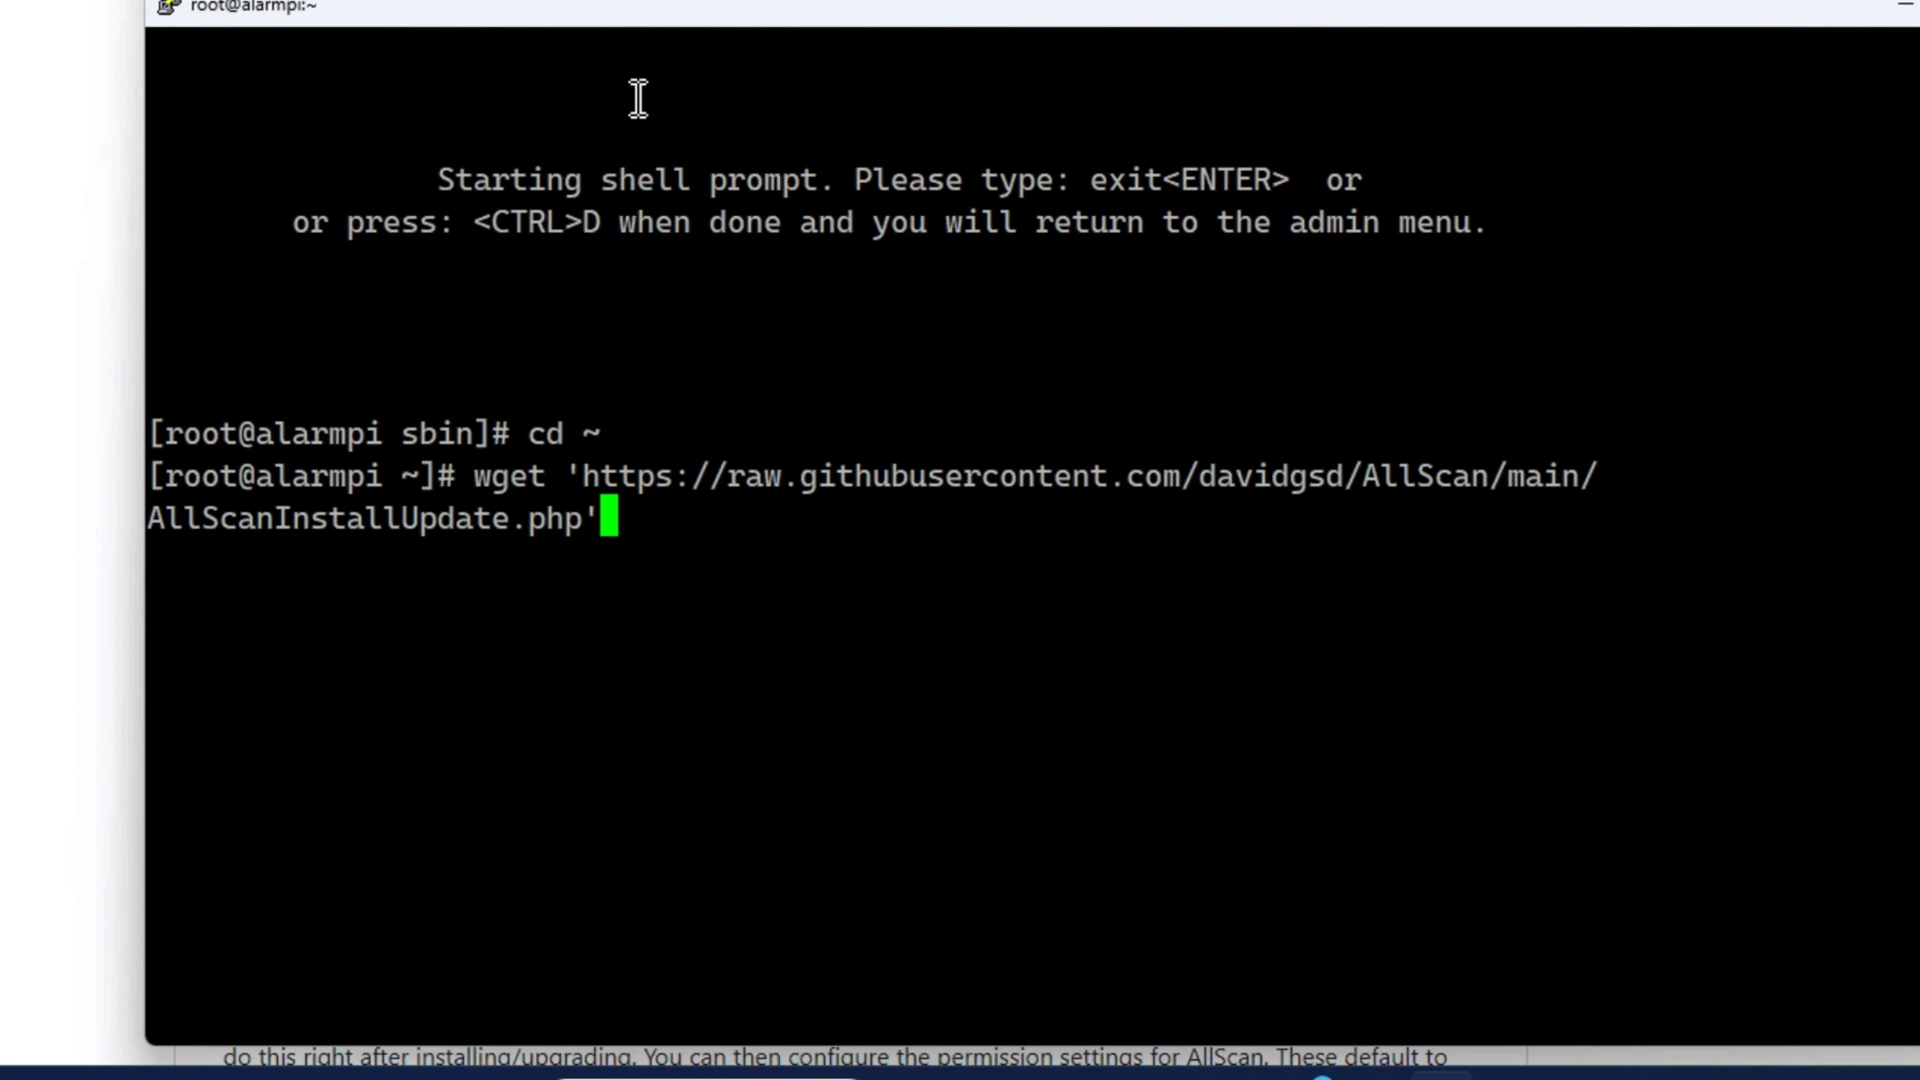 root@alarmpi:~
Starting shell prompt. Please type: exit<ENTER>  or
or press: <CTRL>D when done and you will return to the admin menu.
[root@alarmpi sbin]# cd ~
[root@alarmpi ~]# wget 'https://raw.githubusercontent.com/davidgsd/AllScan/main/
AllScanInstallUpdate.php'
do this right after installing/upgrading. You can then configure the permission settings for AllScan. These default to